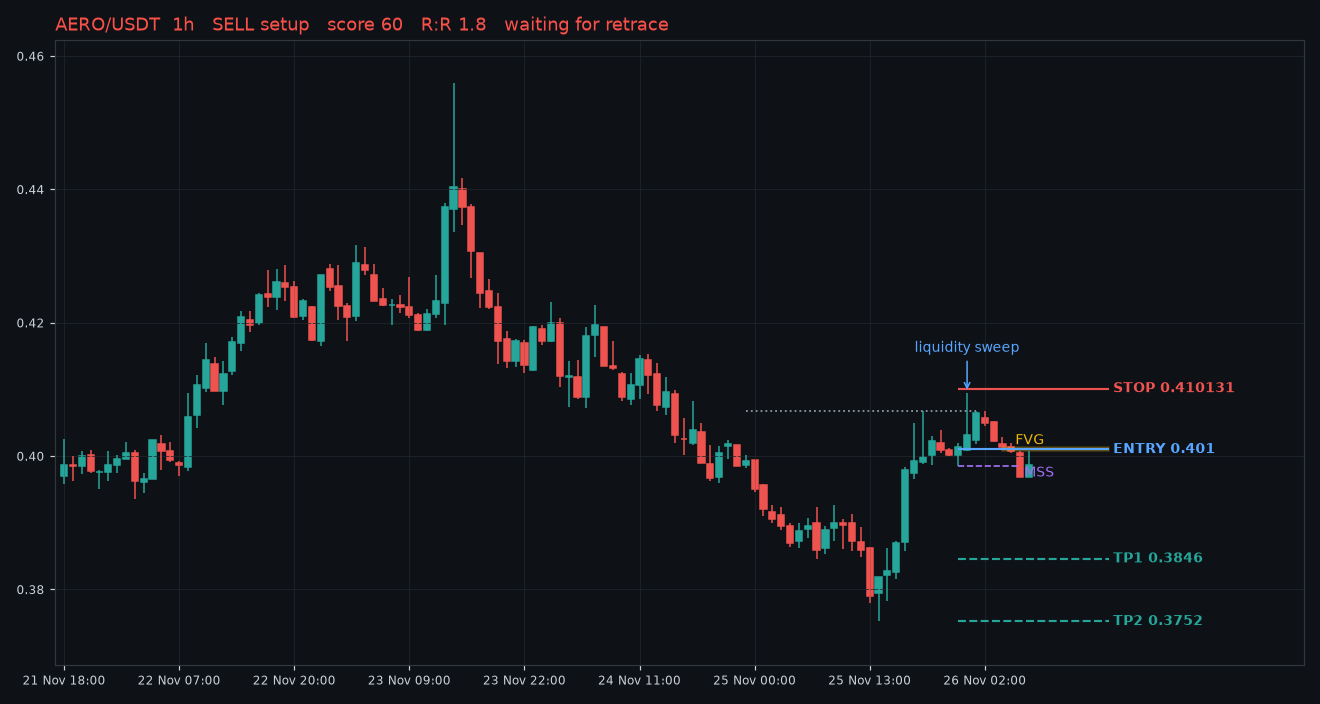 AERO/USDT 1h SELL setup score 60 R:R 1.8 waiting for retrace
0.46
0.44
0.42
0.40
0.38
liquidity sweep
STOP 0.410131
FVG
ENTRY 0.401
MSS
TP1 0.3846
TP2 0.3752
21 Nov 18:00 22 Nov 07:00 22 Nov 20:00 23 Nov 09:00 23 Nov 22:00 24 Nov 11:00 25 Nov 00:00 25 Nov 13:00 26 Nov 02:00